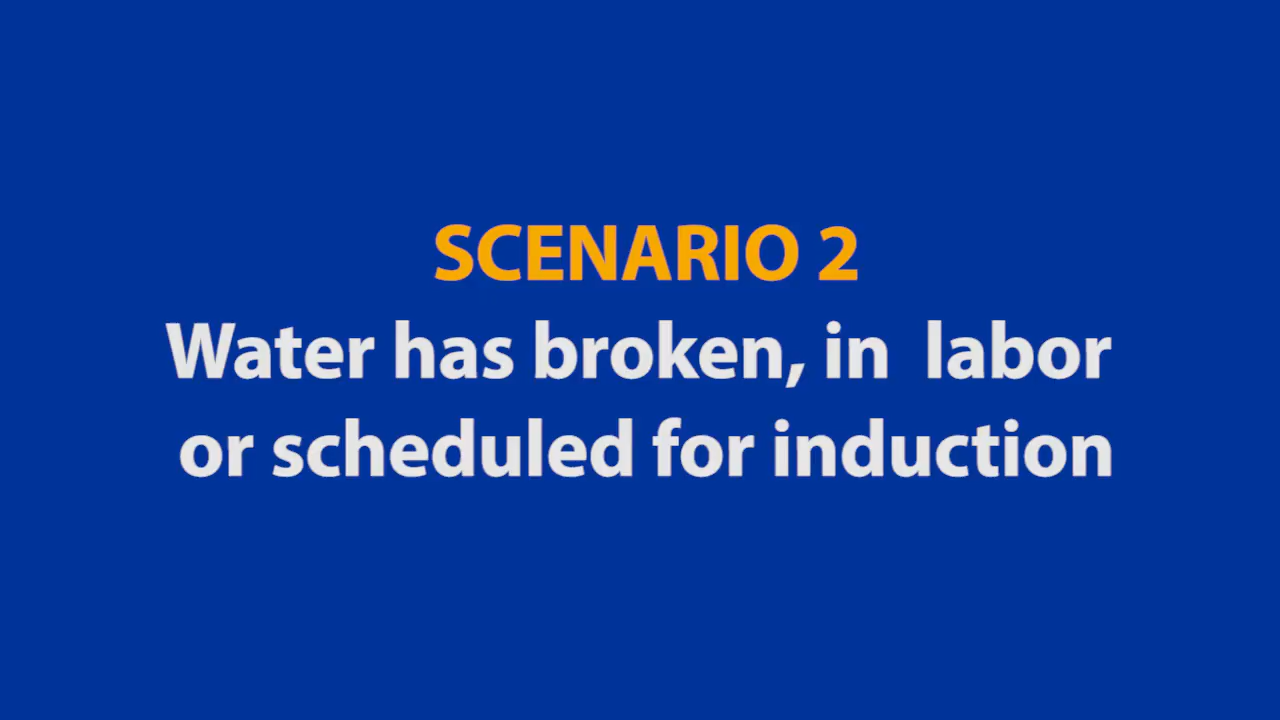 SCENARIO 2
Water has broken, in  labor
or scheduled for induction